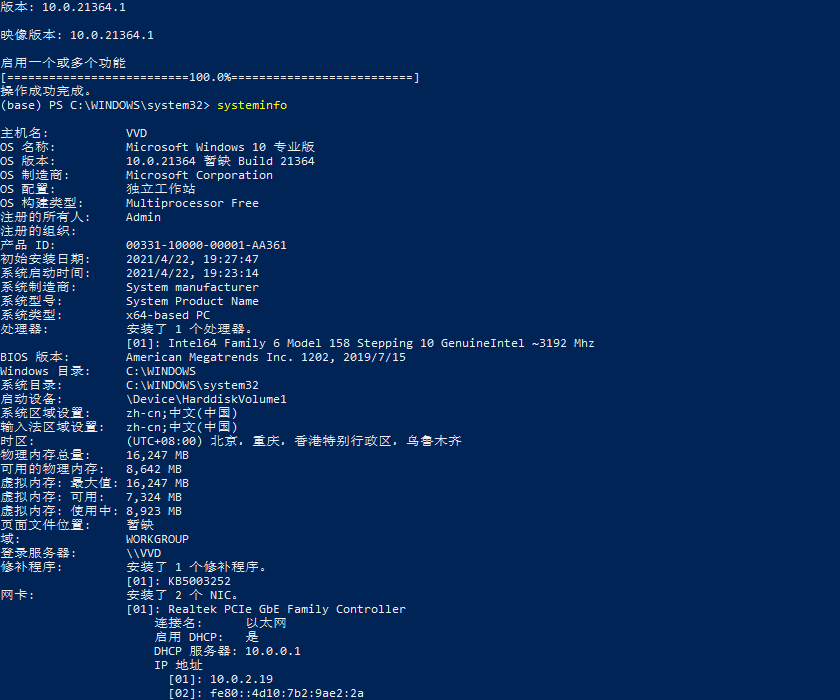 版本: 10.0.21364.1
映像版本: 10.0.21364.1
启用一个或多个功能
[==========================100.0%==========================]
操作成功完成。
(base) PS C:\WINDOWS\system32> systeminfo
主机名: VVD
OS 名称: Microsoft Windows 10 专业版
OS 版本: 10.0.21364 暂缺 Build 21364
OS 制造商: Microsoft Corporation
OS 配置: 独立工作站
OS 构建类型: Multiprocessor Free
注册的所有人: Admin
注册的组织:
产品 ID: 00331-10000-00001-AA361
初始安装日期: 2021/4/22, 19:27:47
系统启动时间: 2021/4/22, 19:23:14
系统制造商: System manufacturer
系统型号: System Product Name
系统类型: x64-based PC
处理器: 安装了 1 个处理器。
[01]: Intel64 Family 6 Model 158 Stepping 10 GenuineIntel ~3192 Mhz
BIOS 版本: American Megatrends Inc. 1202, 2019/7/15
Windows 目录: C:\WINDOWS
系统目录: C:\WINDOWS\system32
启动设备: \Device\HarddiskVolume1
系统区域设置: zh-cn;中文(中国)
输入法区域设置: zh-cn;中文(中国)
时区: (UTC+08:00) 北京，重庆，香港特别行政区，乌鲁木齐
物理内存总量: 16,247 MB
可用的物理内存: 8,642 MB
虚拟内存: 最大值: 16,247 MB
虚拟内存: 可用: 7,324 MB
虚拟内存: 使用中: 8,923 MB
页面文件位置: 暂缺
域: WORKGROUP
登录服务器: \\VVD
修补程序: 安装了 1 个修补程序。
[01]: KB5003252
网卡: 安装了 2 个 NIC。
[01]: Realtek PCIe GbE Family Controller
连接名: 以太网
启用 DHCP: 是
DHCP 服务器: 10.0.0.1
IP 地址
[01]: 10.0.2.19
[02]: fe80::4d10:7b2:9ae2:2a